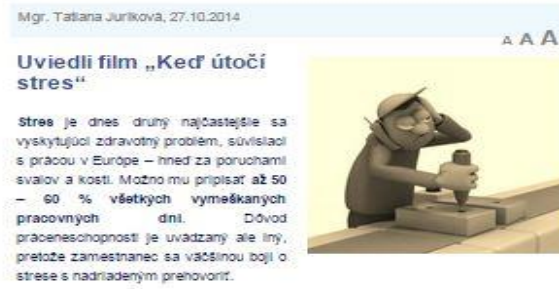 Mgr. Tatiana Juríková, 27.10.2014
A A A
Uviedli film „Keď útočí
stres“
Stres je dnes druhý najčastejšie sa
vyskytujúci zdravotný problém, súvisiaci
s prácou v Európe – hneď za poruchami
svalov a kostí. Možno mu pripísať až 50
– 60 % všetkých vymeškaných
pracovných dní. Dôvod
práceneschopnosti je uvádzaný ale iný,
pretože zamestnanec sa väčšinou bojí o
strese s nadriadeným prehovoriť.